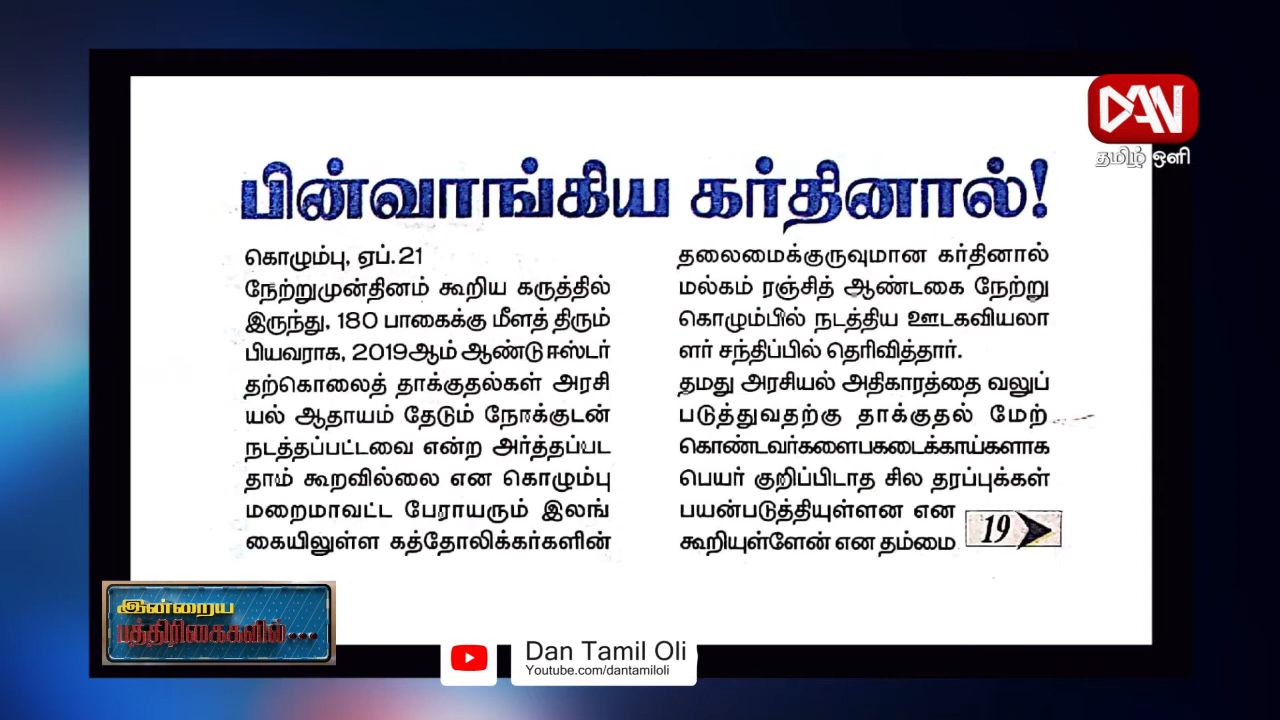 DAN
தமிழ் ஒளி
பின்வாங்கிய கர்தினால்!
கொழும்பு, ஏப். 21
நேற்றுமுன்தினம் கூறிய கருத்தில்
இருந்து, 180 பாகைக்கு மீளத் திரும்
பியவராக, 2019ஆம் ஆண்டு ஈஸ்டர்
தற்கொலைத் தாக்குதல்கள் அரசி
யல் ஆதாயம் தேடும் நோக்குடன்
நடத்தப்பட்டவை என்ற அர்த்தப்பட
தாம் கூறவில்லை என கொழும்பு
மறைமாவட்ட பேராயரும் இலங்
கையிலுள்ள கத்தோலிக்கர்களின்
தலைமைக்குருவுமான கர்தினால்
மல்கம் ரஞ்சித் ஆண்டகை நேற்று
கொழும்பில் நடத்திய ஊடகவியலா
ளர் சந்திப்பில் தெரிவித்தார்.
தமது அரசியல் அதிகாரத்தை வலுப்
படுத்துவதற்கு தாக்குதல் மேற்
கொண்டவர்களை பகடைக்காய்களாக
பெயர் குறிப்பிடாத சில தரப்புக்கள்
பயன்படுத்தியுள்ளன என
கூறியுள்ளேன் என தம்மை
19
இன்றைய
பத்திரிகைகளில்...
Dan Tamil Oli
Youtube.com/dantamiloli